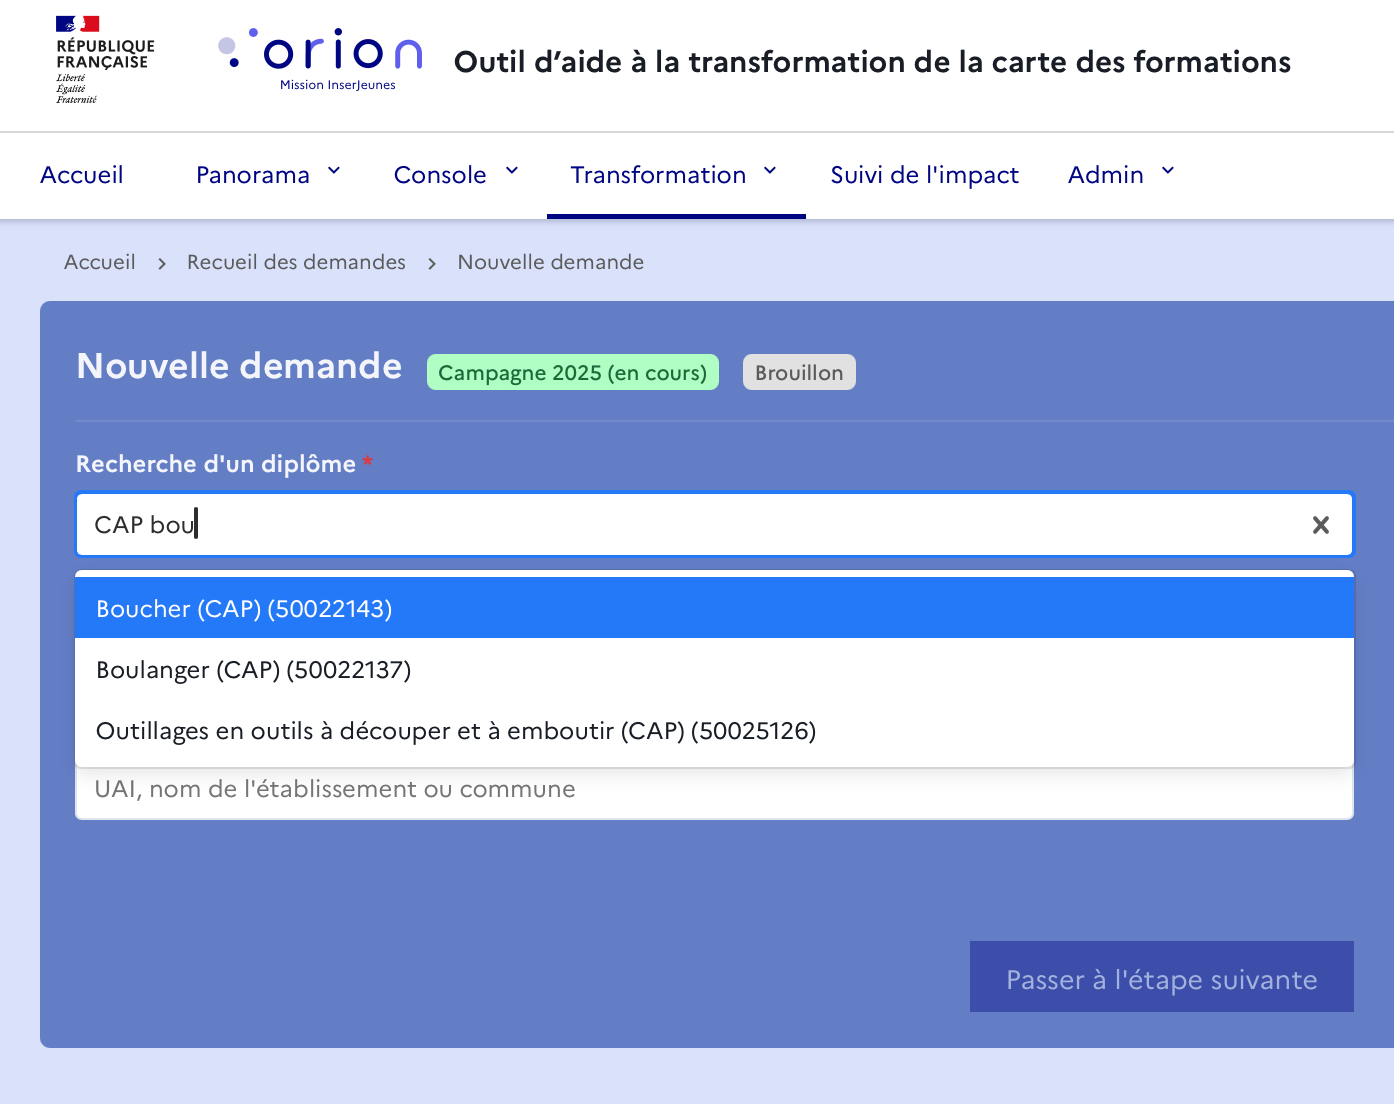 RÉPUBLIQUE
FRANÇAISE
Liberté
Égalité
Fraternité
orion
Mission InserJeunes
Outil d’aide à la transformation de la carte des formations
Accueil Panorama Console Transformation Suivi de l'impact Admin
Accueil > Recueil des demandes > Nouvelle demande
Nouvelle demande Campagne 2025 (en cours) Brouillon
Recherche d'un diplôme *
CAP bou
Boucher (CAP) (50022143)
Boulanger (CAP) (50022137)
Outillages en outils à découper et à emboutir (CAP) (50025126)
UAI, nom de l'établissement ou commune
Passer à l'étape suivante